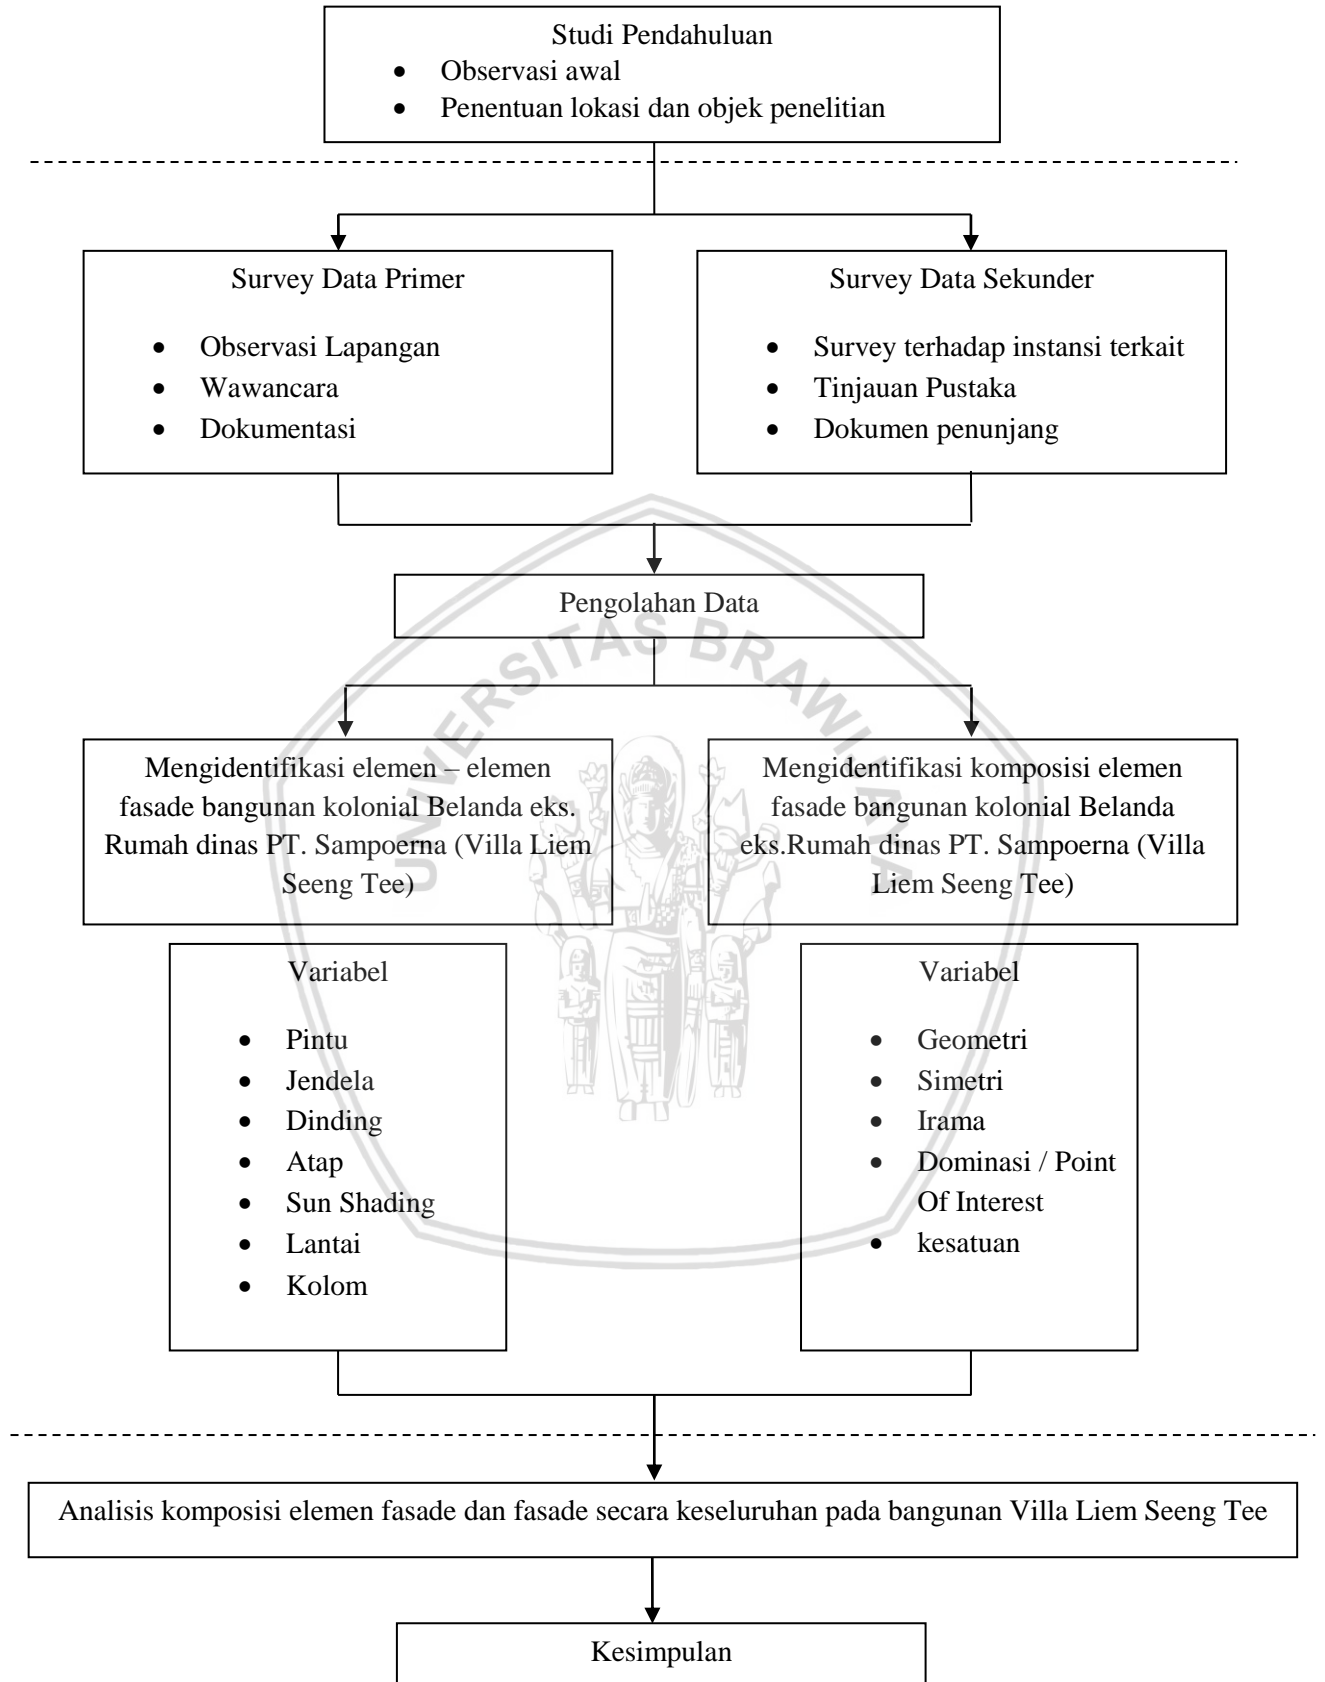 Studi Pendahuluan
• Observasi awal
• Penentuan lokasi dan objek penelitian
Survey Data Primer
• Observasi Lapangan
• Wawancara
• Dokumentasi
Survey Data Sekunder
• Survey terhadap instansi terkait
• Tinjauan Pustaka
• Dokumen penunjang
Pengolahan Data
UNIVERSITAS BRAWIJAYA
Mengidentifikasi elemen – elemen
fasade bangunan kolonial Belanda eks.
Rumah dinas PT. Sampoerna (Villa Liem
Seeng Tee)
Mengidentifikasi komposisi elemen
fasade bangunan kolonial Belanda
eks.Rumah dinas PT. Sampoerna (Villa
Liem Seeng Tee)
Variabel
• Pintu
• Jendela
• Dinding
• Atap
• Sun Shading
• Lantai
• Kolom
Variabel
• Geometri
• Simetri
• Irama
• Dominasi / Point
Of Interest
• kesatuan
Analisis komposisi elemen fasade dan fasade secara keseluruhan pada bangunan Villa Liem Seeng Tee
Kesimpulan